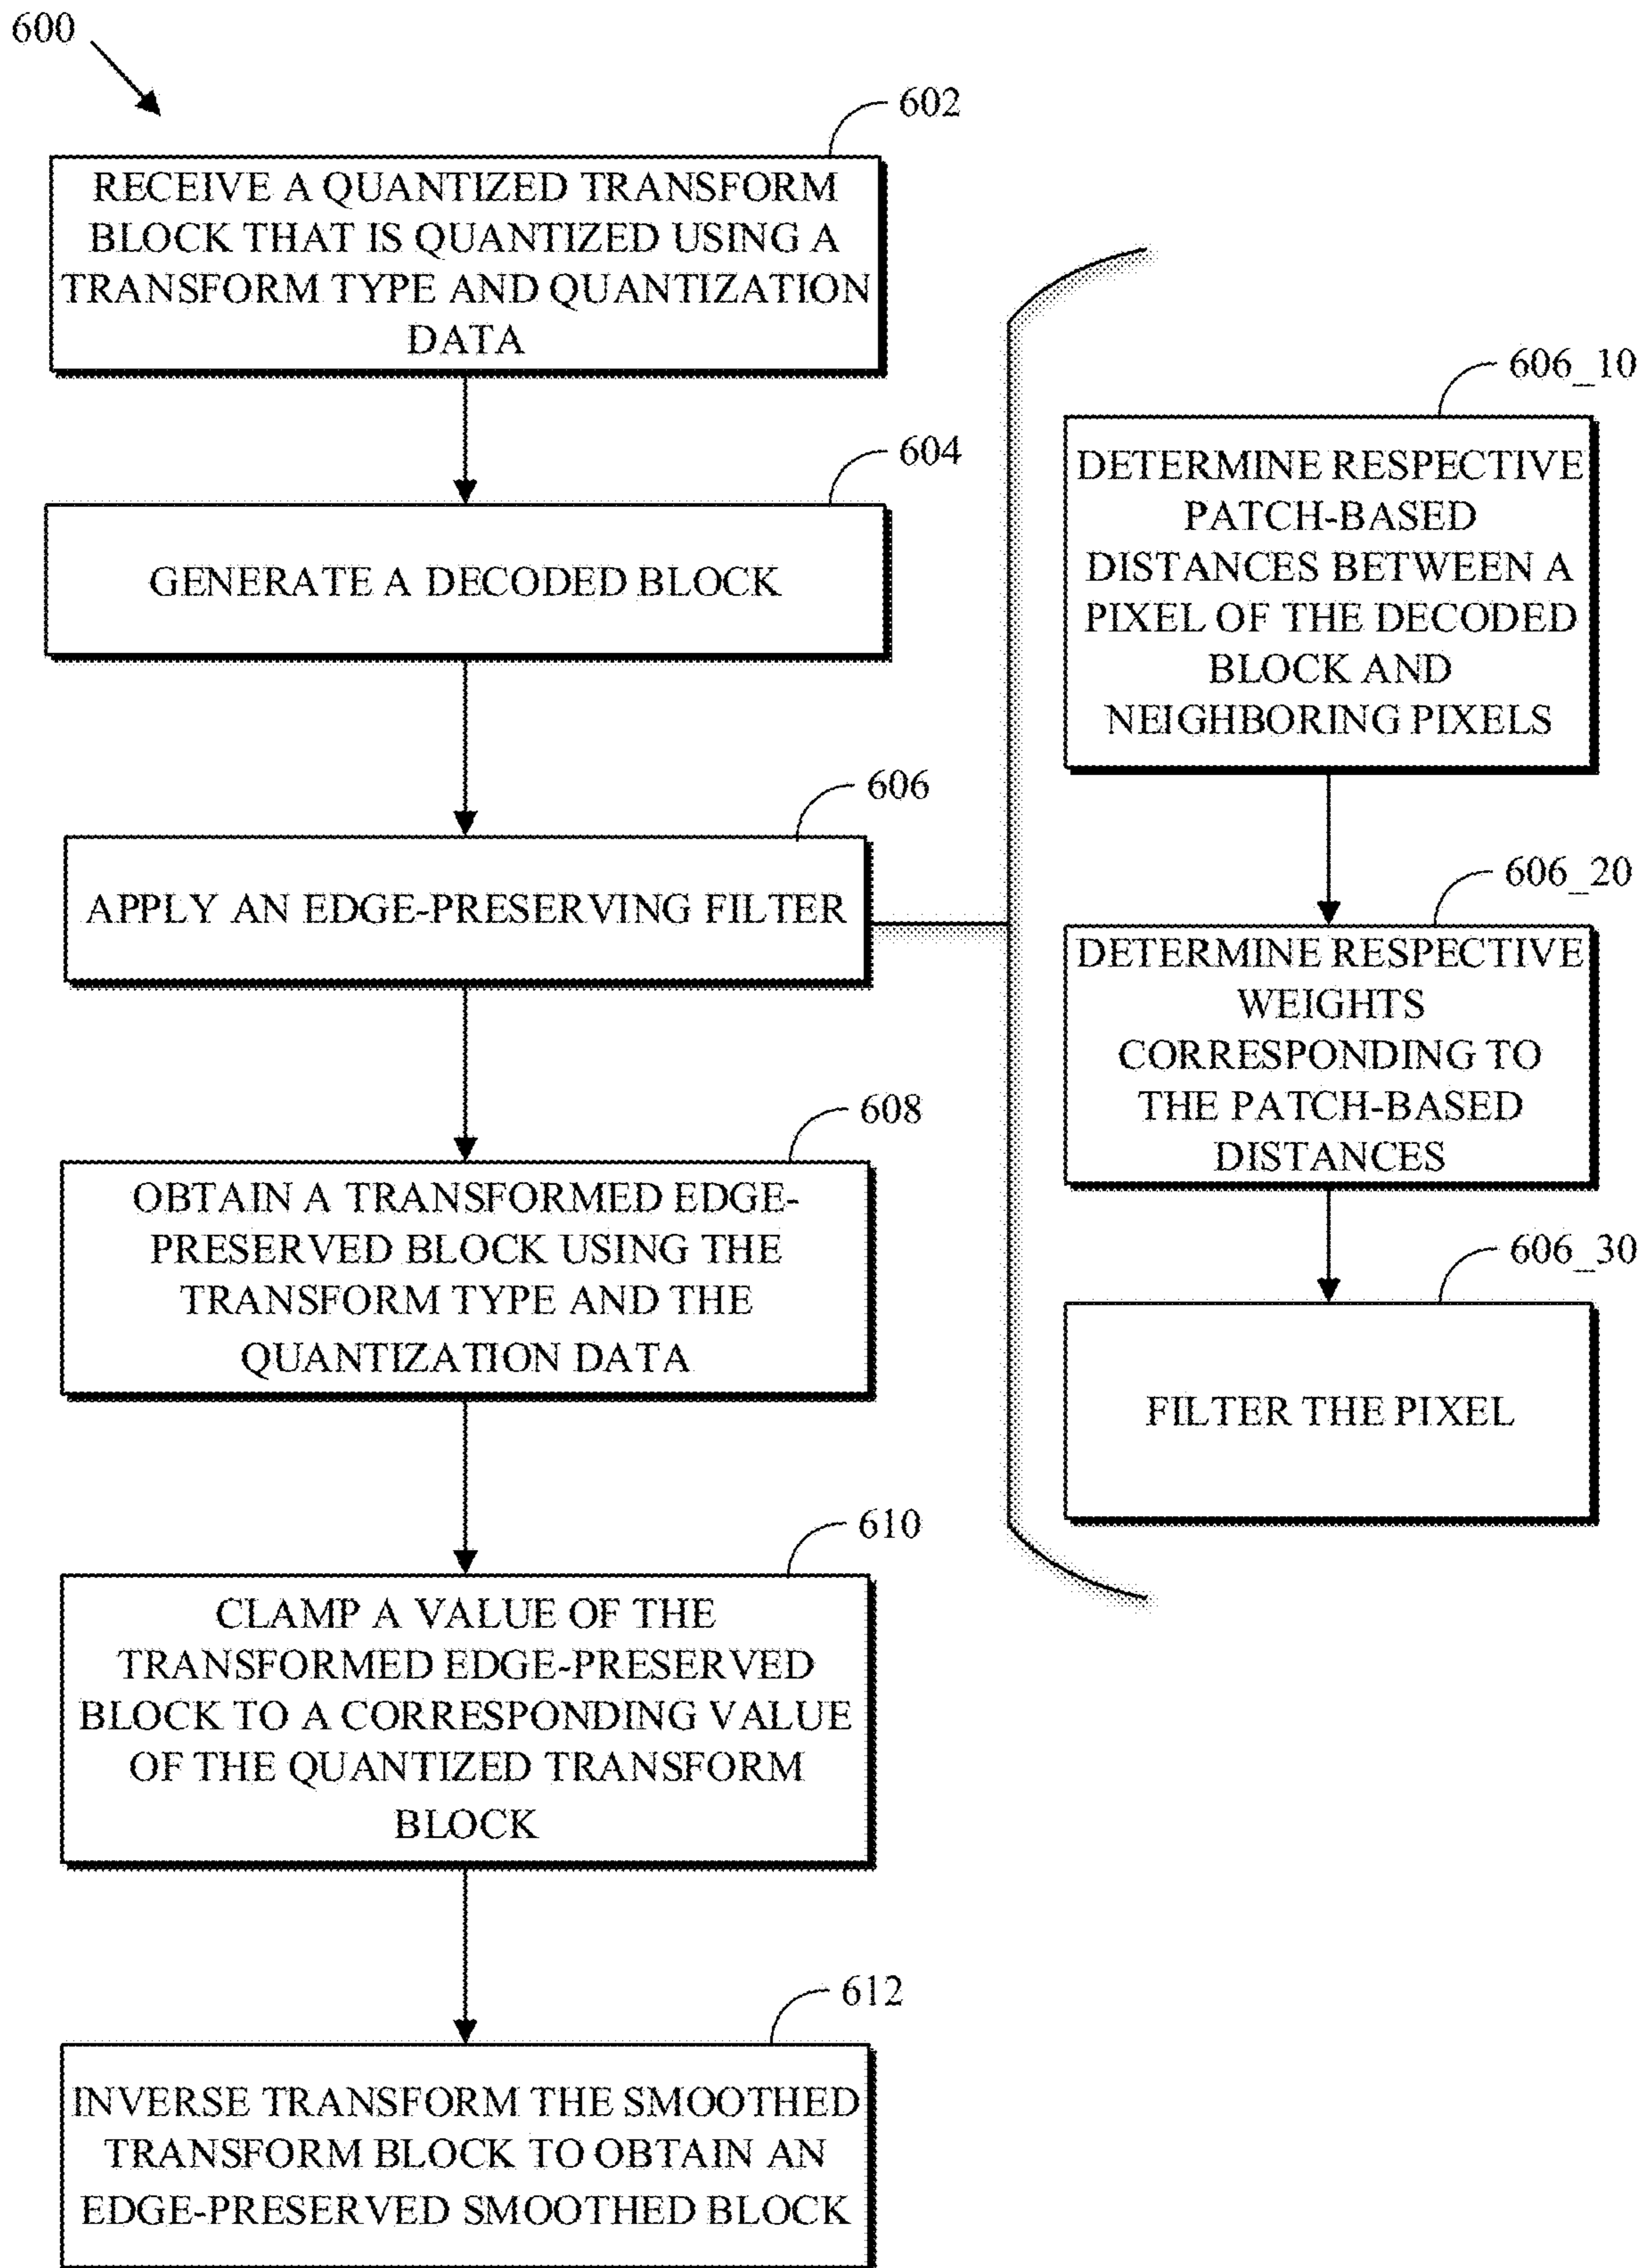 600
602
RECEIVE A QUANTIZED TRANSFORM
BLOCK THAT IS QUANTIZED USING A
TRANSFORM TYPE AND QUANTIZATION
DATA
604
GENERATE A DECODED BLOCK
606
APPLY AN EDGE-PRESERVING FILTER
606_10
DETERMINE RESPECTIVE
PATCH-BASED
DISTANCES BETWEEN A
PIXEL OF THE DECODED
BLOCK AND
NEIGHBORING PIXELS
606_20
DETERMINE RESPECTIVE
WEIGHTS
CORRESPONDING TO
THE PATCH-BASED
DISTANCES
606_30
FILTER THE PIXEL
608
OBTAIN A TRANSFORMED EDGE-
PRESERVED BLOCK USING THE
TRANSFORM TYPE AND THE
QUANTIZATION DATA
610
CLAMP A VALUE OF THE
TRANSFORMED EDGE-PRESERVED
BLOCK TO A CORRESPONDING VALUE
OF THE QUANTIZED TRANSFORM
BLOCK
612
INVERSE TRANSFORM THE SMOOTHED
TRANSFORM BLOCK TO OBTAIN AN
EDGE-PRESERVED SMOOTHED BLOCK